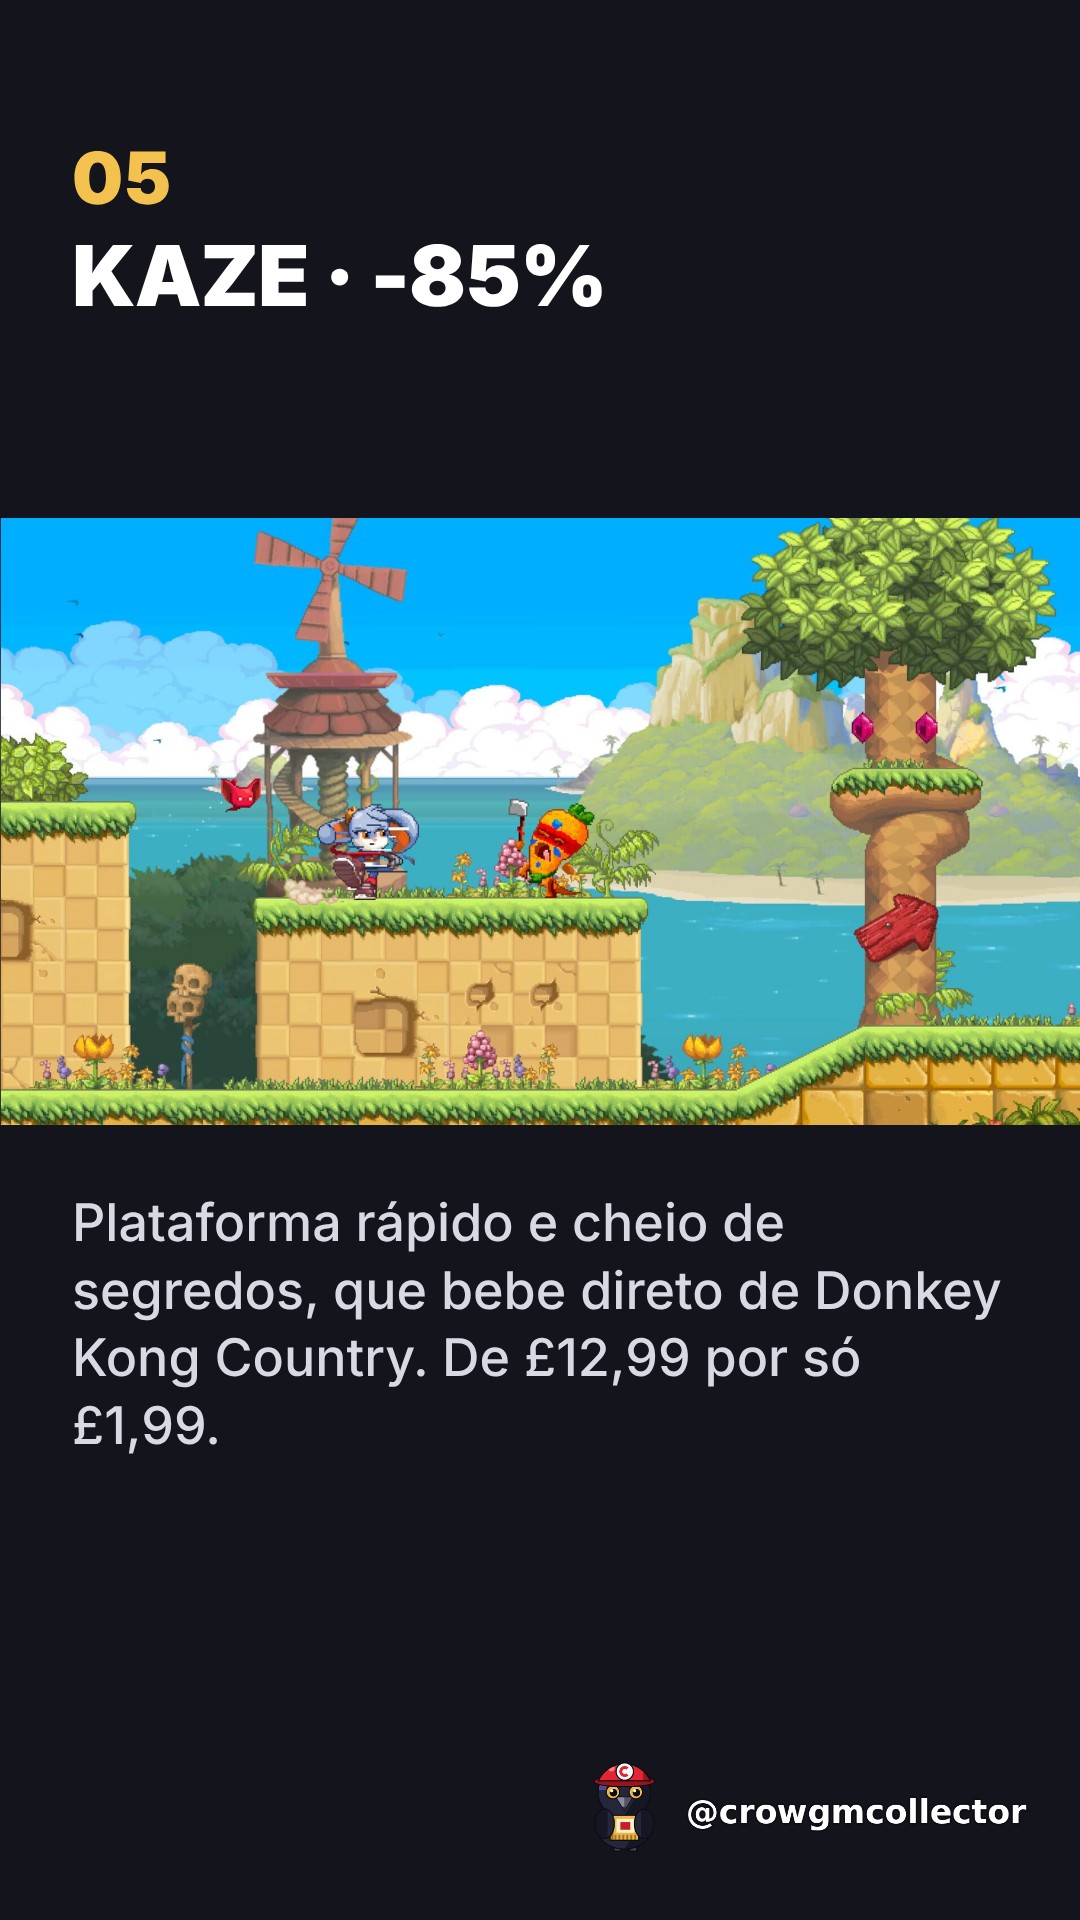 05
KAZE · -85%
Plataforma rápido e cheio de
segredos, que bebe direto de Donkey
Kong Country. De £12,99 por só
£1,99.
C
@crowgmcollector